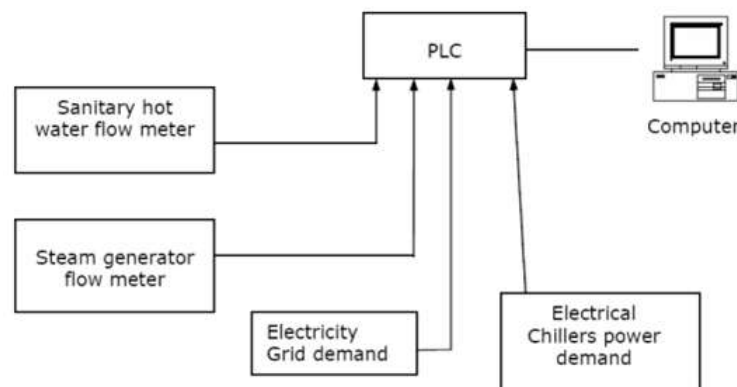 PLC
Sanitary hot
water flow meter
Computer
Steam generator
flow meter
Electricity
Grid demand
Electrical
Chillers power
demand